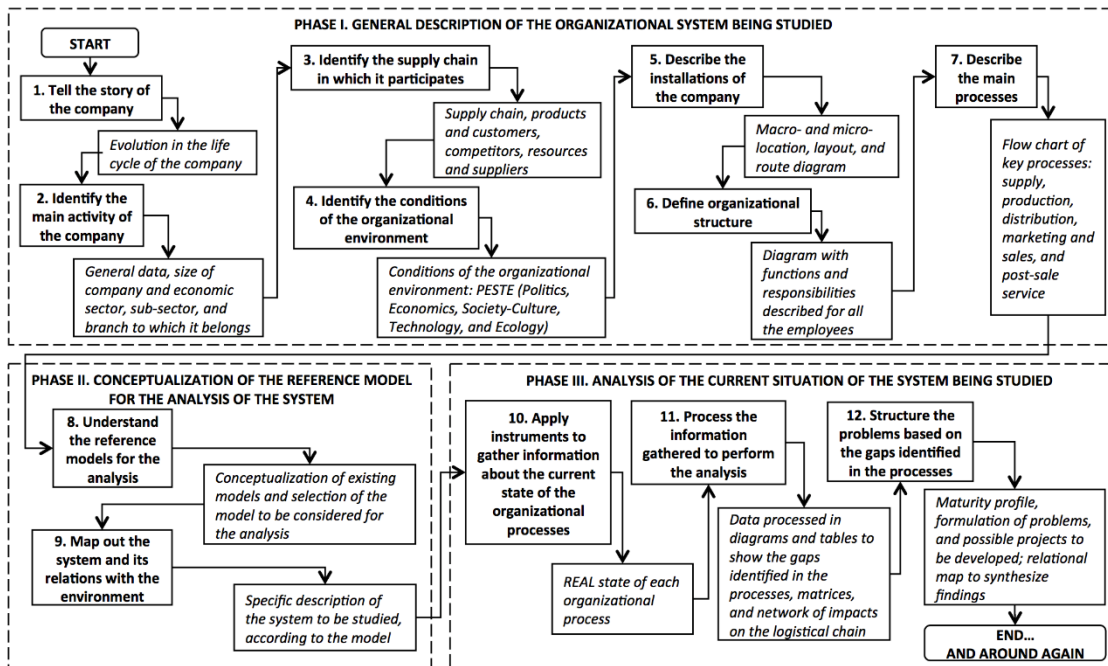 PHASE I. GENERAL DESCRIPTION OF THE ORGANIZATIONAL SYSTEM BEING STUDIED
START
1. Tell the story
of the company
Evolution in the life
cycle of the company
2. Identify the
main activity of
the company
General data, size of
company and economic
sector, sub-sector, and
branch to which it belongs
3. Identify the supply chain
in which it participates
Supply chain, products
and customers,
competitors, resources
and suppliers
4. Identify the conditions
of the organizational
environment
Conditions of the organizational
environment: PESTE (Politics,
Economics, Society-Culture,
Technology, and Ecology)
5. Describe the
installations of
the company
Macro- and micro-
location, layout, and
route diagram
6. Define organizational
structure
Diagram with
functions and
responsibilities
described for all
the employees
7. Describe
the main
processes
Flow chart of
key processes:
supply,
production,
distribution,
marketing and
sales, and
post-sale
service
PHASE II. CONCEPTUALIZATION OF THE REFERENCE MODEL
FOR THE ANALYSIS OF THE SYSTEM
8. Understand
the reference
models for the
analysis
Conceptualization of existing
models and selection of the
model to be considered for
the analysis
9. Map out the
system and its
relations with the
environment
Specific description of
the system to be studied,
according to the model
PHASE III. ANALYSIS OF THE CURRENT SITUATION OF THE SYSTEM BEING STUDIED
10. Apply
instruments to
gather information
about the current
state of the
organizational
processes
REAL state of each
organizational
process
11. Process the
information
gathered to perform
the analysis
Data processed in
diagrams and tables to
show the gaps
identified in the
processes, matrices,
and network of impacts
on the logistical chain
12. Structure the
problems based on
the gaps identified
in the processes
Maturity profile,
formulation of problems,
and possible projects to
be developed; relational
map to synthesize
findings
END...
AND AROUND AGAIN